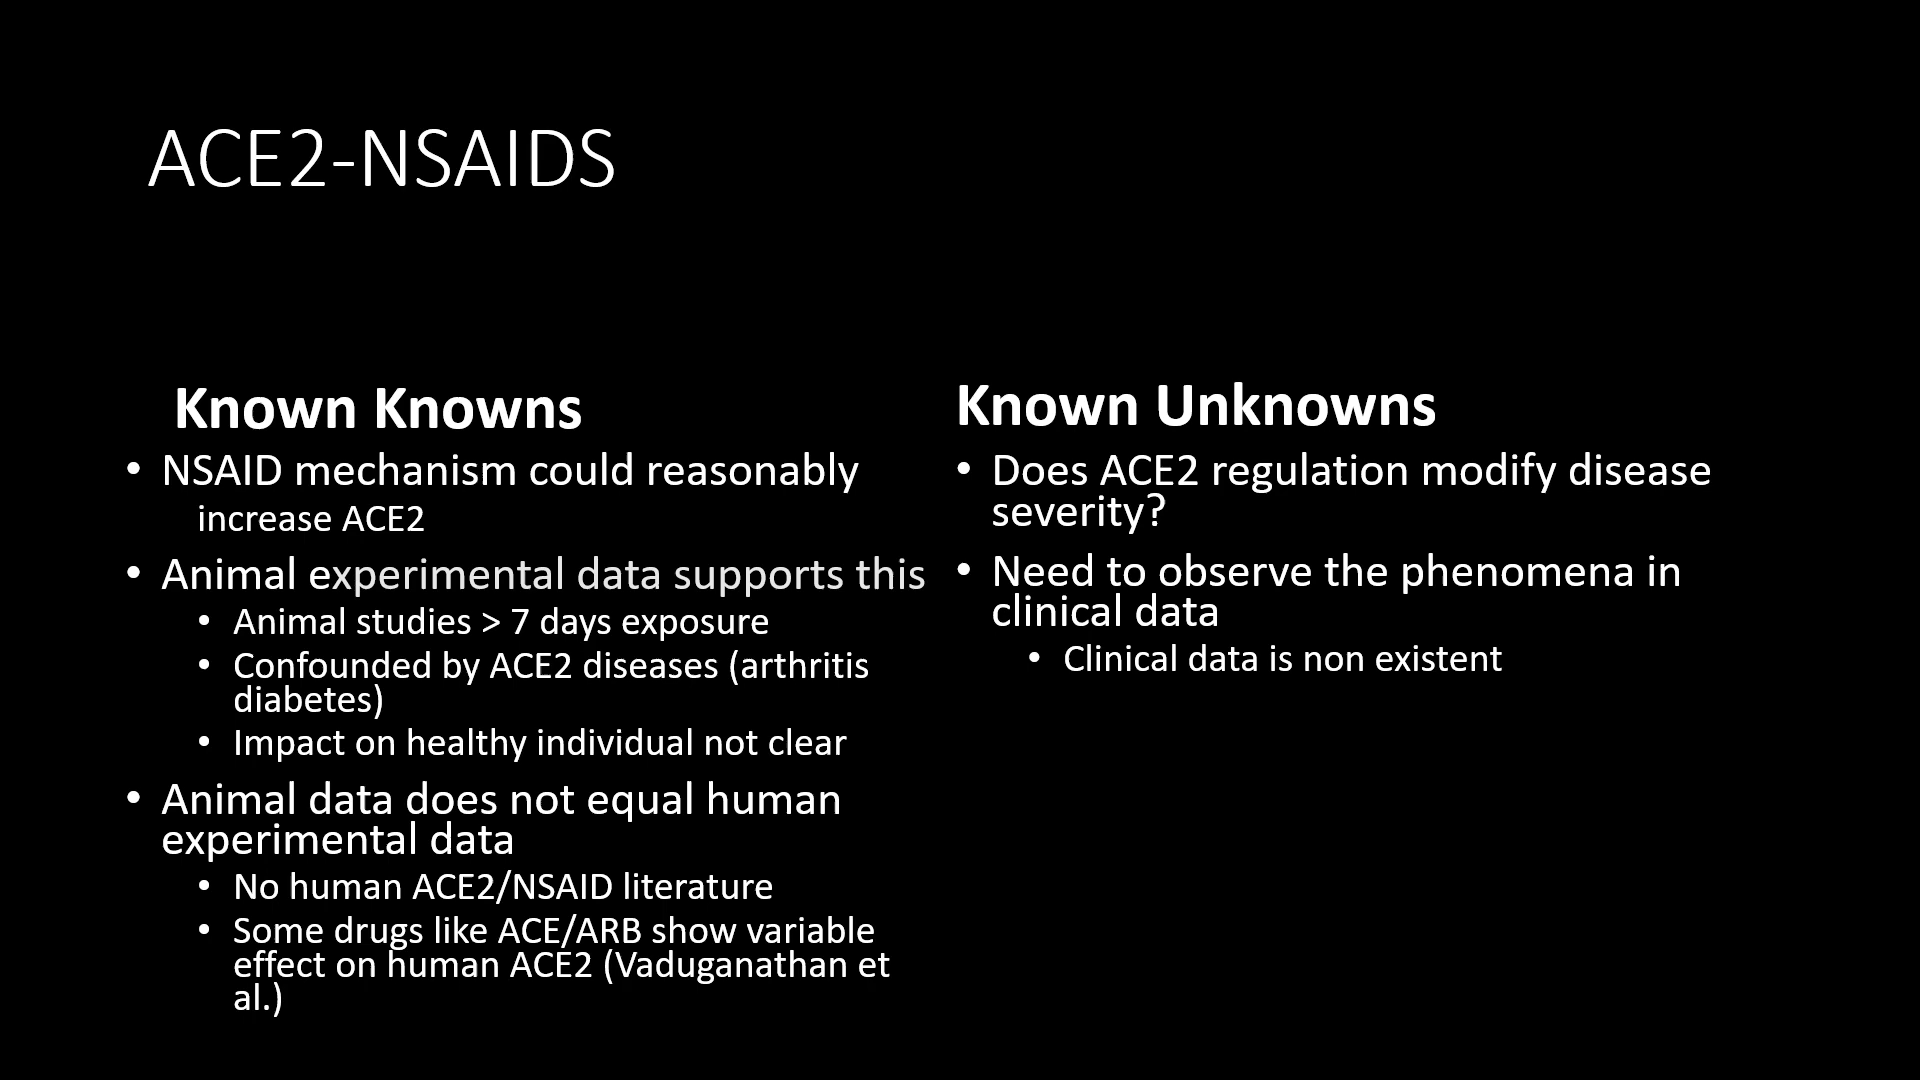 ACE2-NSAIDS
Known Knowns
• NSAID mechanism could reasonably
increase ACE2
• Animal experimental data supports this
• Animal studies > 7 days exposure
• Confounded by ACE2 diseases (arthritis
diabetes)
• Impact on healthy individual not clear
• Animal data does not equal human
experimental data
• No human ACE2/NSAID literature
• Some drugs like ACE/ARB show variable
effect on human ACE2 (Vaduganathan et
al.)
Known Unknowns
• Does ACE2 regulation modify disease
severity?
• Need to observe the phenomena in
clinical data
• Clinical data is non existent